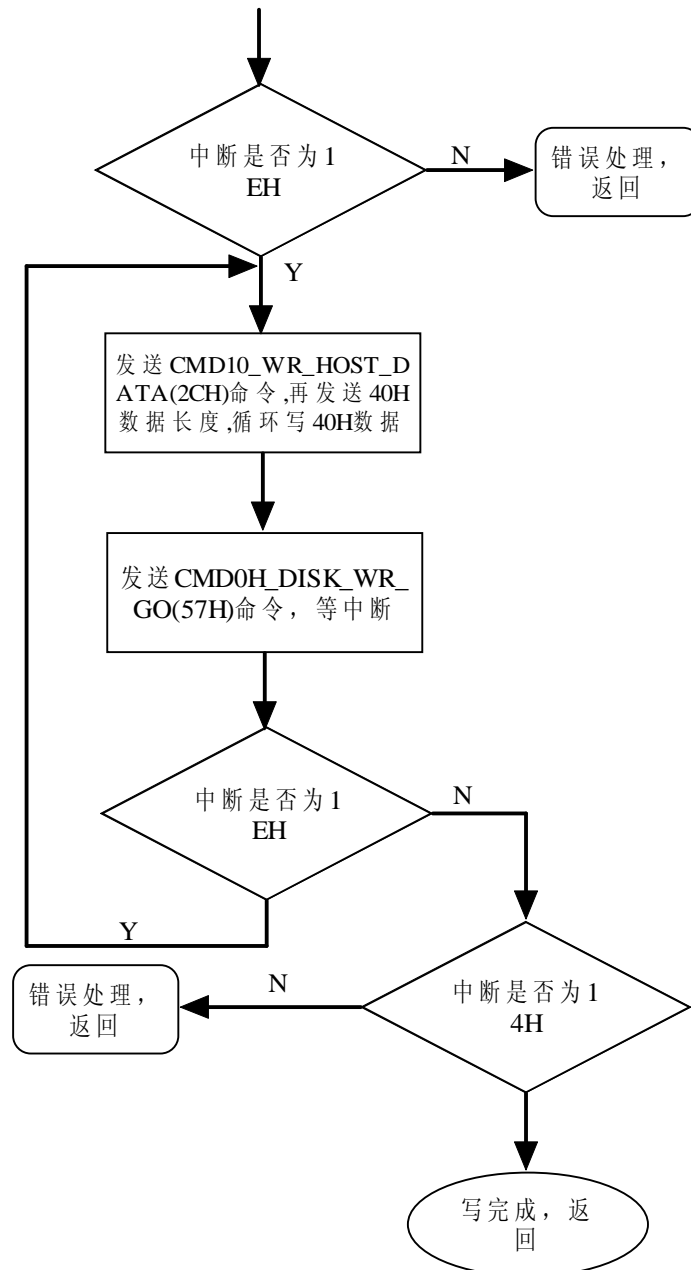 中断是否为1
EH
N
错误处理，
返回
Y
发送CMD10_WR_HOST_D
ATA(2CH)命令,再发送40H
数据长度,循环写40H数据
发送CMD0H_DISK_WR_
GO(57H)命令，等中断
中断是否为1
EH
N
Y
错误处理，
返回
N
中断是否为1
4H
写完成，返
回